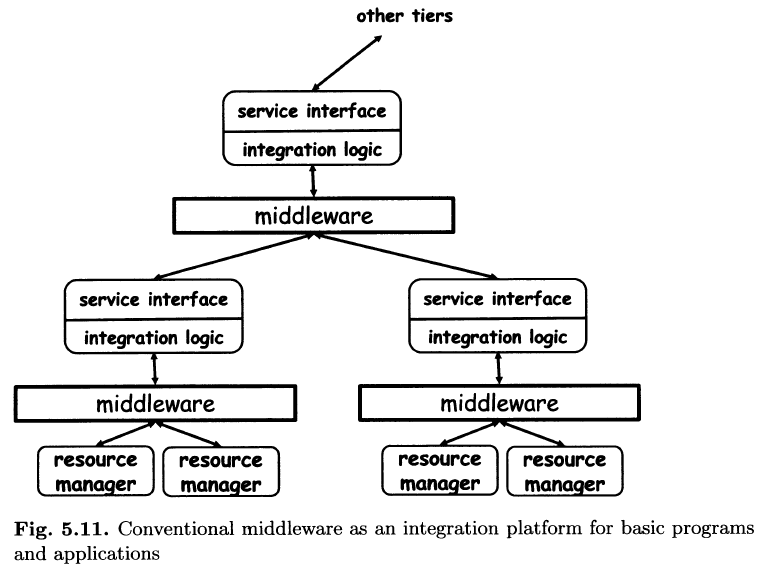 other tiers
service interface
integration logic
middleware
service interface
integration logic
service interface
integration logic
middleware
middleware
resource
manager
resource
manager
resource
manager
resource
manager
Fig. 5.11. Conventional middleware as an integration platform for basic programs
and applications